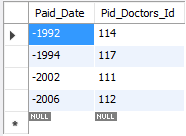 Paid_Date Pid_Doctors_Id
-1992 114
-1994 117
-2002 111
-2006 112
NULL NULL